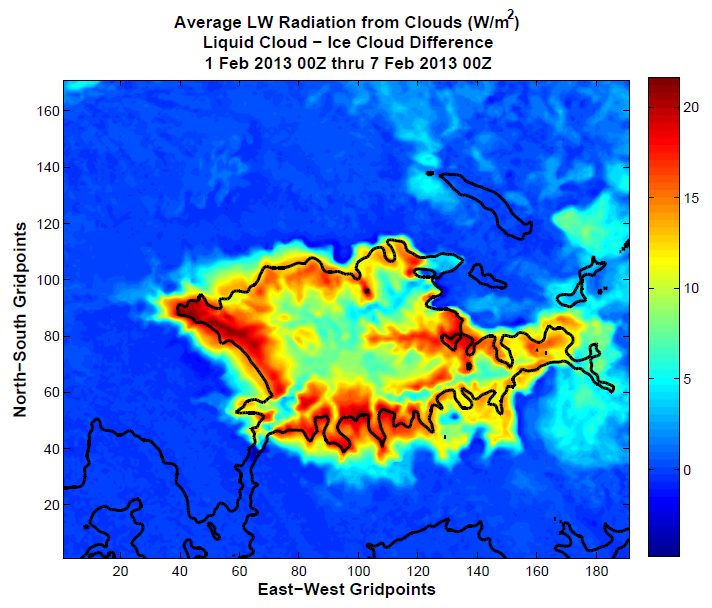 Average LW Radiation from Clouds (W/m²)
Liquid Cloud − Ice Cloud Difference
1 Feb 2013 00Z thru 7 Feb 2013 00Z
160
140
120
100
80
60
40
20
North−South Gridpoints
20 40 60 80 100 120 140 160 180
East−West Gridpoints
20
15
10
5
0